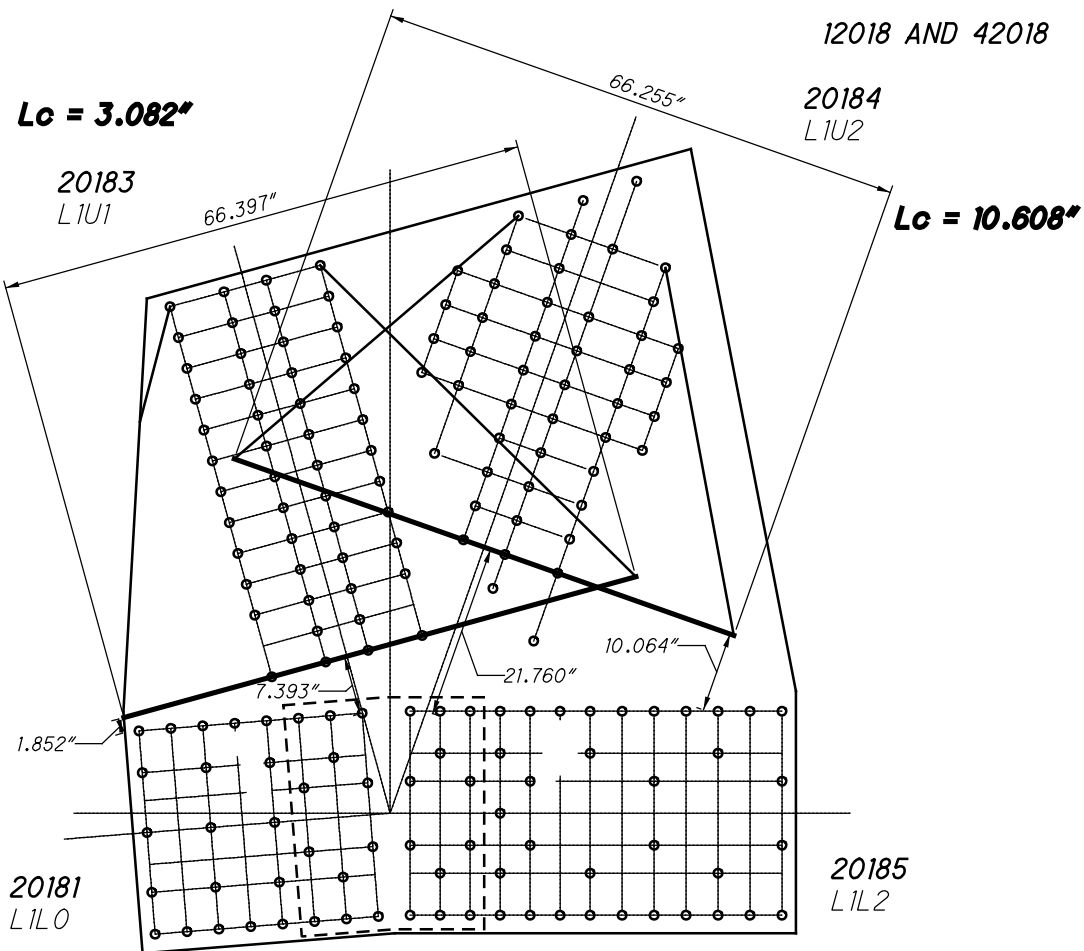 12018 AND 42018
66.255"
20184
L1U2
Lc = 3.082"
20183
L1U1
66.397"
Lc = 10.608"
10.064"
21.760"
7.393"
1.852"
20181
L1L0
20185
L1L2